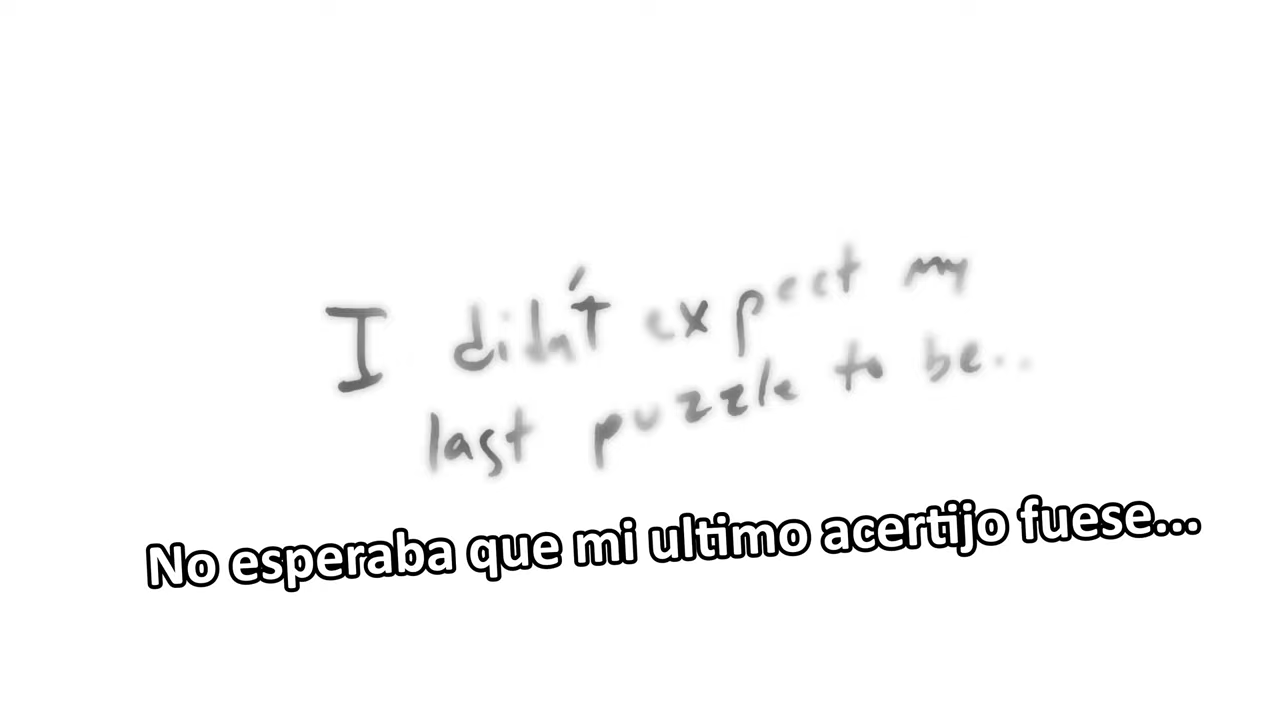 I didn't expect my
last puzzle to be...
No esperaba que mi ultimo acertijo fuese...